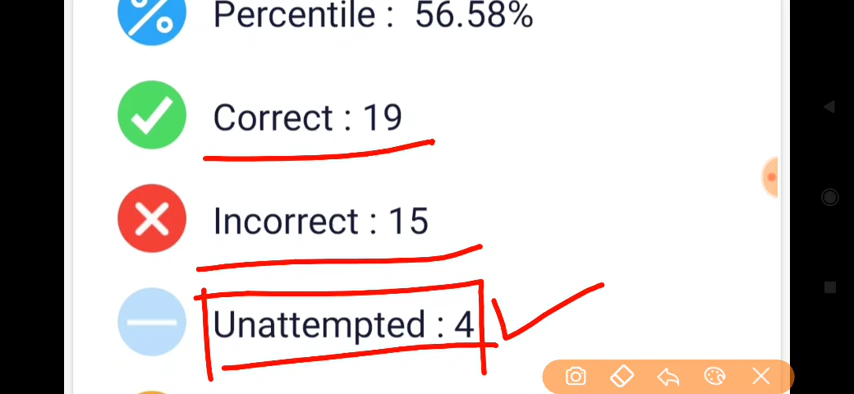 Percentile : 56.58%
Correct : 19
Incorrect : 15
Unattempted : 4